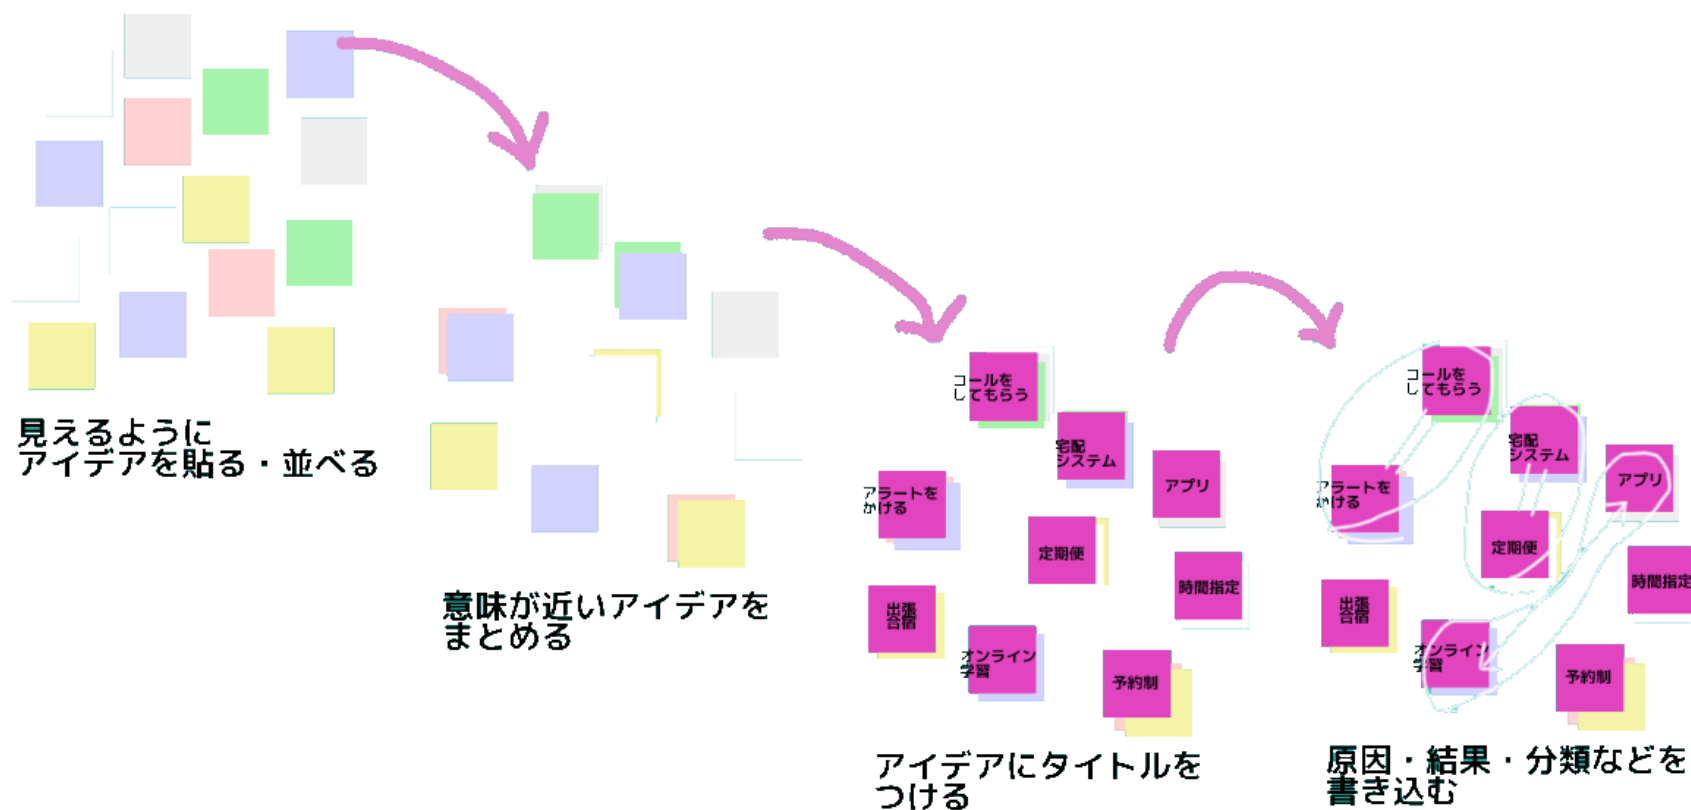 見えるように
アイデアを貼る・並べる
意味が近いアイデアを
まとめる
コールを
してもらう
宅配
システム
アプリ
アラートを
かける
定期便
時間指定
出張
合宿
オンライン
学習
予約制
アイデアにタイトルを
つける
コールを
してもらう
宅配
システム
アプリ
アラートを
かける
定期便
時間指定
出張
合宿
オンライン
学習
予約制
原因・結果・分類などを
書き込む